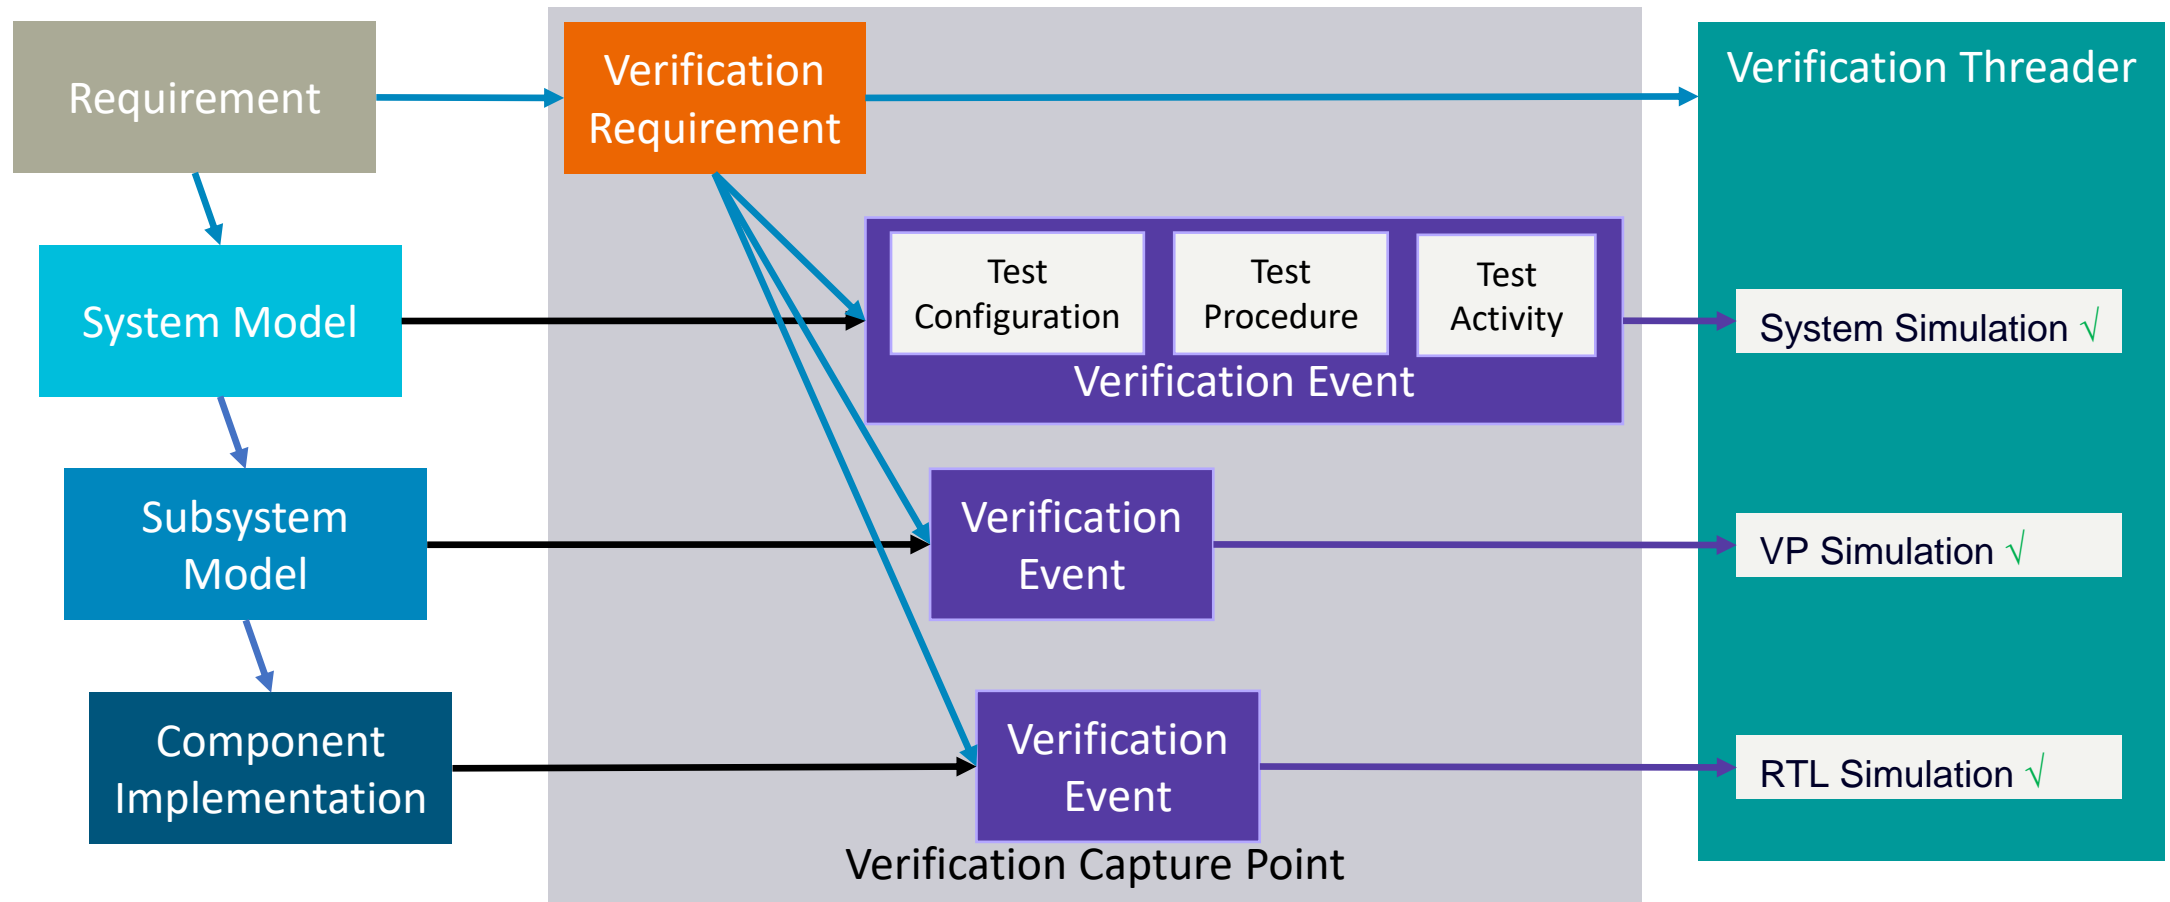 Requirement
Verification
Requirement
Verification Threader
System Model
Test
Configuration
Test
Procedure
Test
Activity
Verification Event
System Simulation √
Subsystem
Model
Verification
Event
VP Simulation √
Component
Implementation
Verification
Event
RTL Simulation √
Verification Capture Point